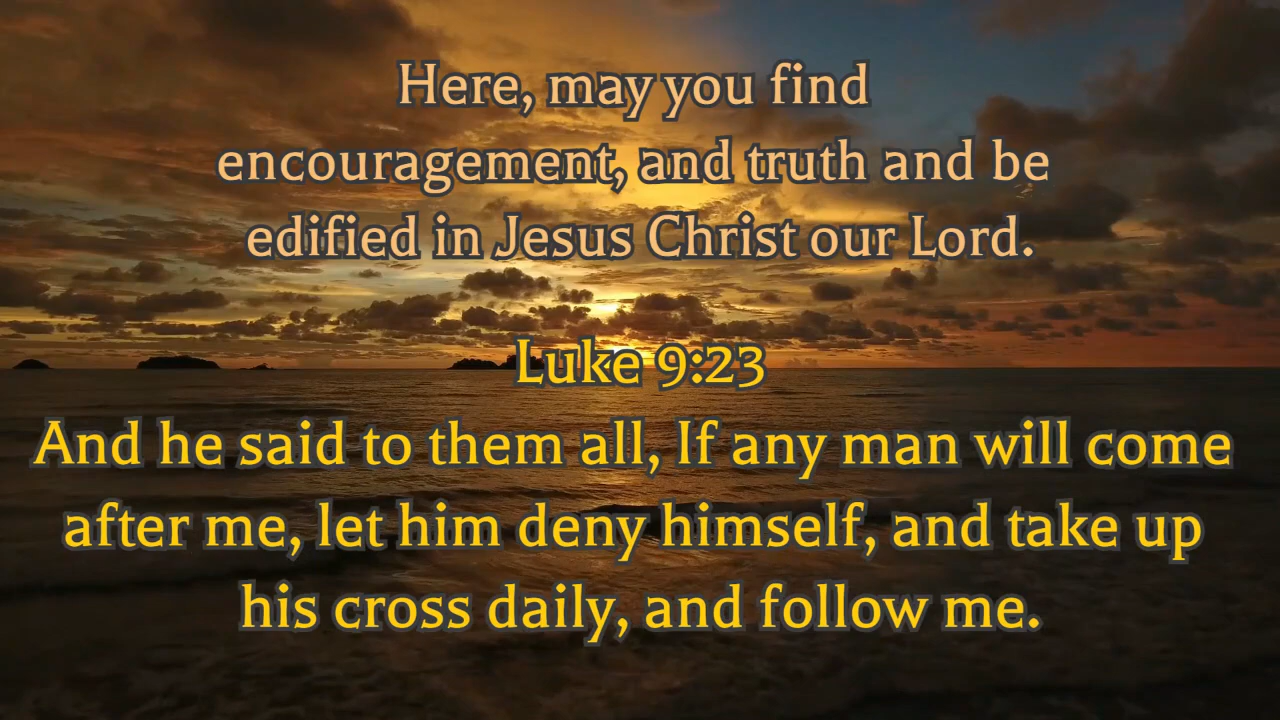 Here, may you find
encouragement, and truth and be
edified in Jesus Christ our Lord.
Luke 9:23
And he said to them all, If any man will come
after me, let him deny himself, and take up
his cross daily, and follow me.